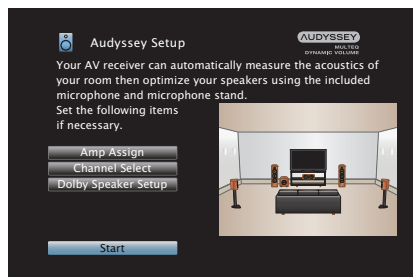 Audyssey Setup
AUDYSSEY
MULTEQ
DYNAMIC VOLUME
Your AV receiver can automatically measure the acoustics of
your room then optimize your speakers using the included
microphone and microphone stand.
Set the following items
if necessary.
Amp Assign
Channel Select
Dolby Speaker Setup
Start